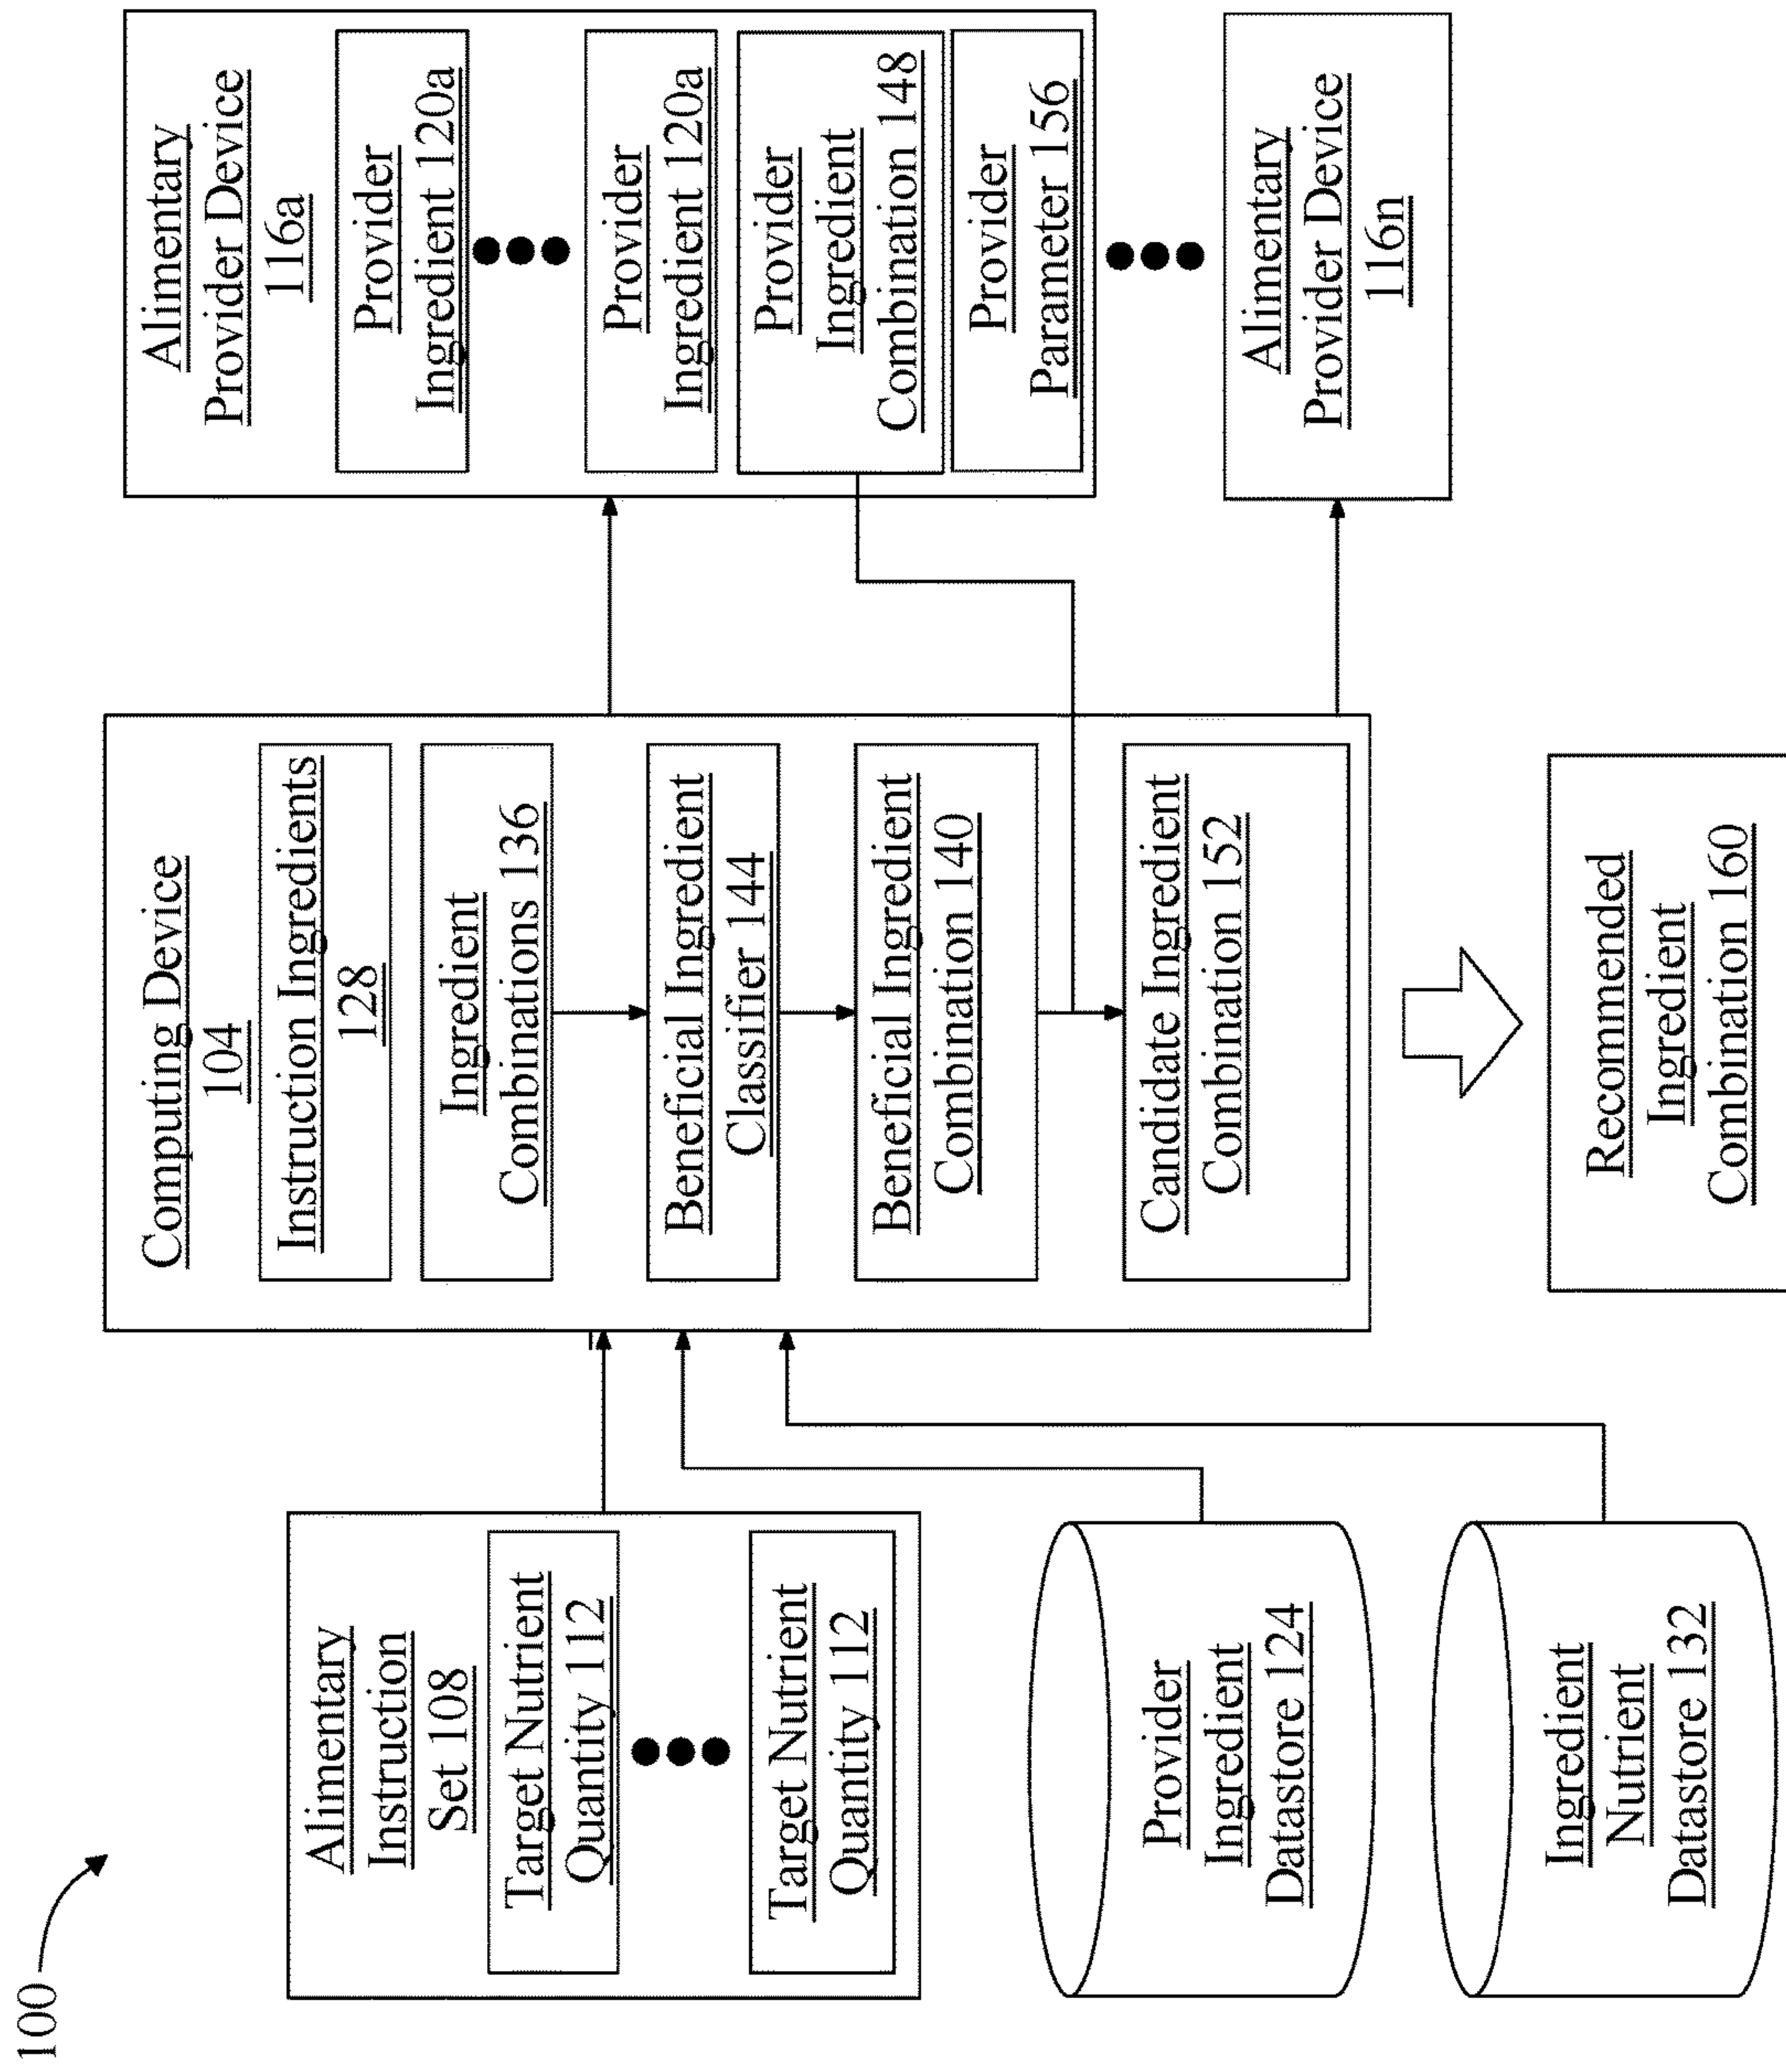 100
Alimentary
Instruction
Set 108
Target Nutrient
Quantity 112
Target Nutrient
Quantity 112
Provider
Ingredient
Datastore 124
Ingredient
Nutrient
Datastore 132
Computing Device
104
Instruction Ingredients
128
Ingredient
Combinations 136
Beneficial Ingredient
Classifier 144
Beneficial Ingredient
Combination 140
Candidate Ingredient
Combination 152
Recommended
Ingredient
Combination 160
Alimentary
Provider Device
116a
Provider
Ingredient 120a
Provider
Ingredient 120a
Provider
Ingredient
Combination 148
Provider
Parameter 156
Alimentary
Provider Device
116n